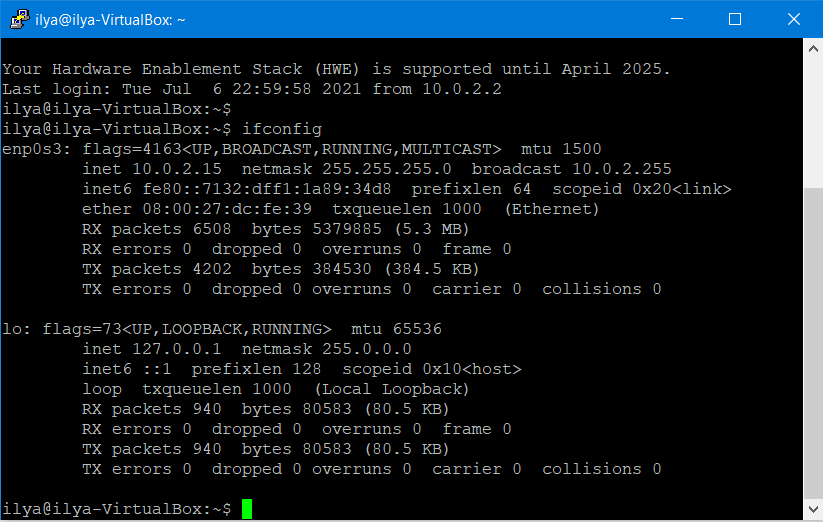 ilya@ilya-VirtualBox: ~
Your Hardware Enablement Stack (HWE) is supported until April 2025.
Last login: Tue Jul  6 22:59:58 2021 from 10.0.2.2
ilya@ilya-VirtualBox:~$
ilya@ilya-VirtualBox:~$ ifconfig
enp0s3: flags=4163<UP,BROADCAST,RUNNING,MULTICAST>  mtu 1500
        inet 10.0.2.15  netmask 255.255.255.0  broadcast 10.0.2.255
        inet6 fe80::7132:dff1:1a89:34d8  prefixlen 64  scopeid 0x20<link>
        ether 08:00:27:dc:fe:39  txqueuelen 1000  (Ethernet)
        RX packets 6508  bytes 5379885 (5.3 MB)
        RX errors 0  dropped 0  overruns 0  frame 0
        TX packets 4202  bytes 384530 (384.5 KB)
        TX errors 0  dropped 0 overruns 0  carrier 0  collisions 0
lo: flags=73<UP,LOOPBACK,RUNNING>  mtu 65536
        inet 127.0.0.1  netmask 255.0.0.0
        inet6 ::1  prefixlen 128  scopeid 0x10<host>
        loop  txqueuelen 1000  (Local Loopback)
        RX packets 940  bytes 80583 (80.5 KB)
        RX errors 0  dropped 0  overruns 0  frame 0
        TX packets 940  bytes 80583 (80.5 KB)
        TX errors 0  dropped 0 overruns 0  carrier 0  collisions 0
ilya@ilya-VirtualBox:~$